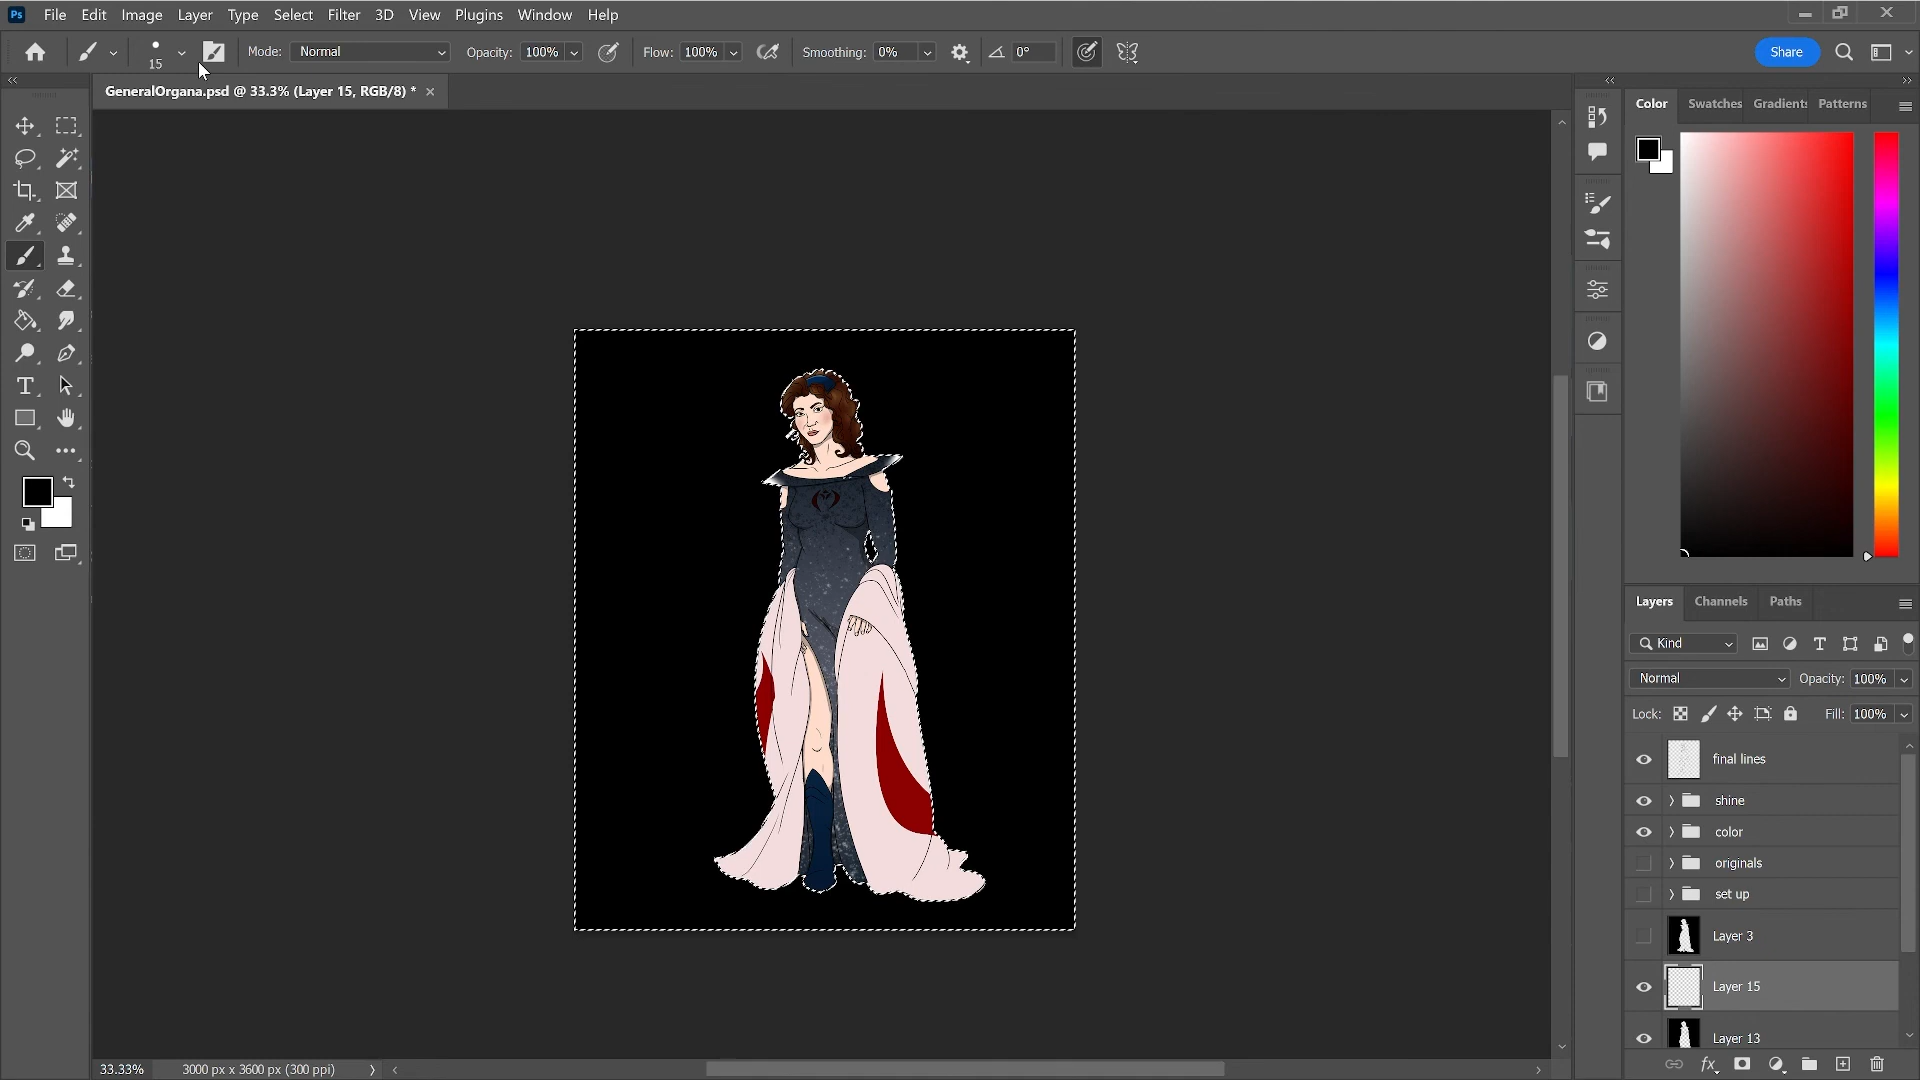 Ps File Edit Image Layer Type Select Filter 3D View Plugins Window Help
15 Mode: Normal Opacity: 100% Flow: 100% Smoothing: 0% 0° Share
GeneralOrgana.psd @ 33.3% (Layer 15, RGB/8) *
Color Swatches Gradients Patterns
Layers Channels Paths
Kind
Normal Opacity: 100%
Lock: Fill: 100%
final lines
shine
color
originals
set up
Layer 3
Layer 15
Layer 13
33.33% 3000 px x 3600 px (300 ppi)